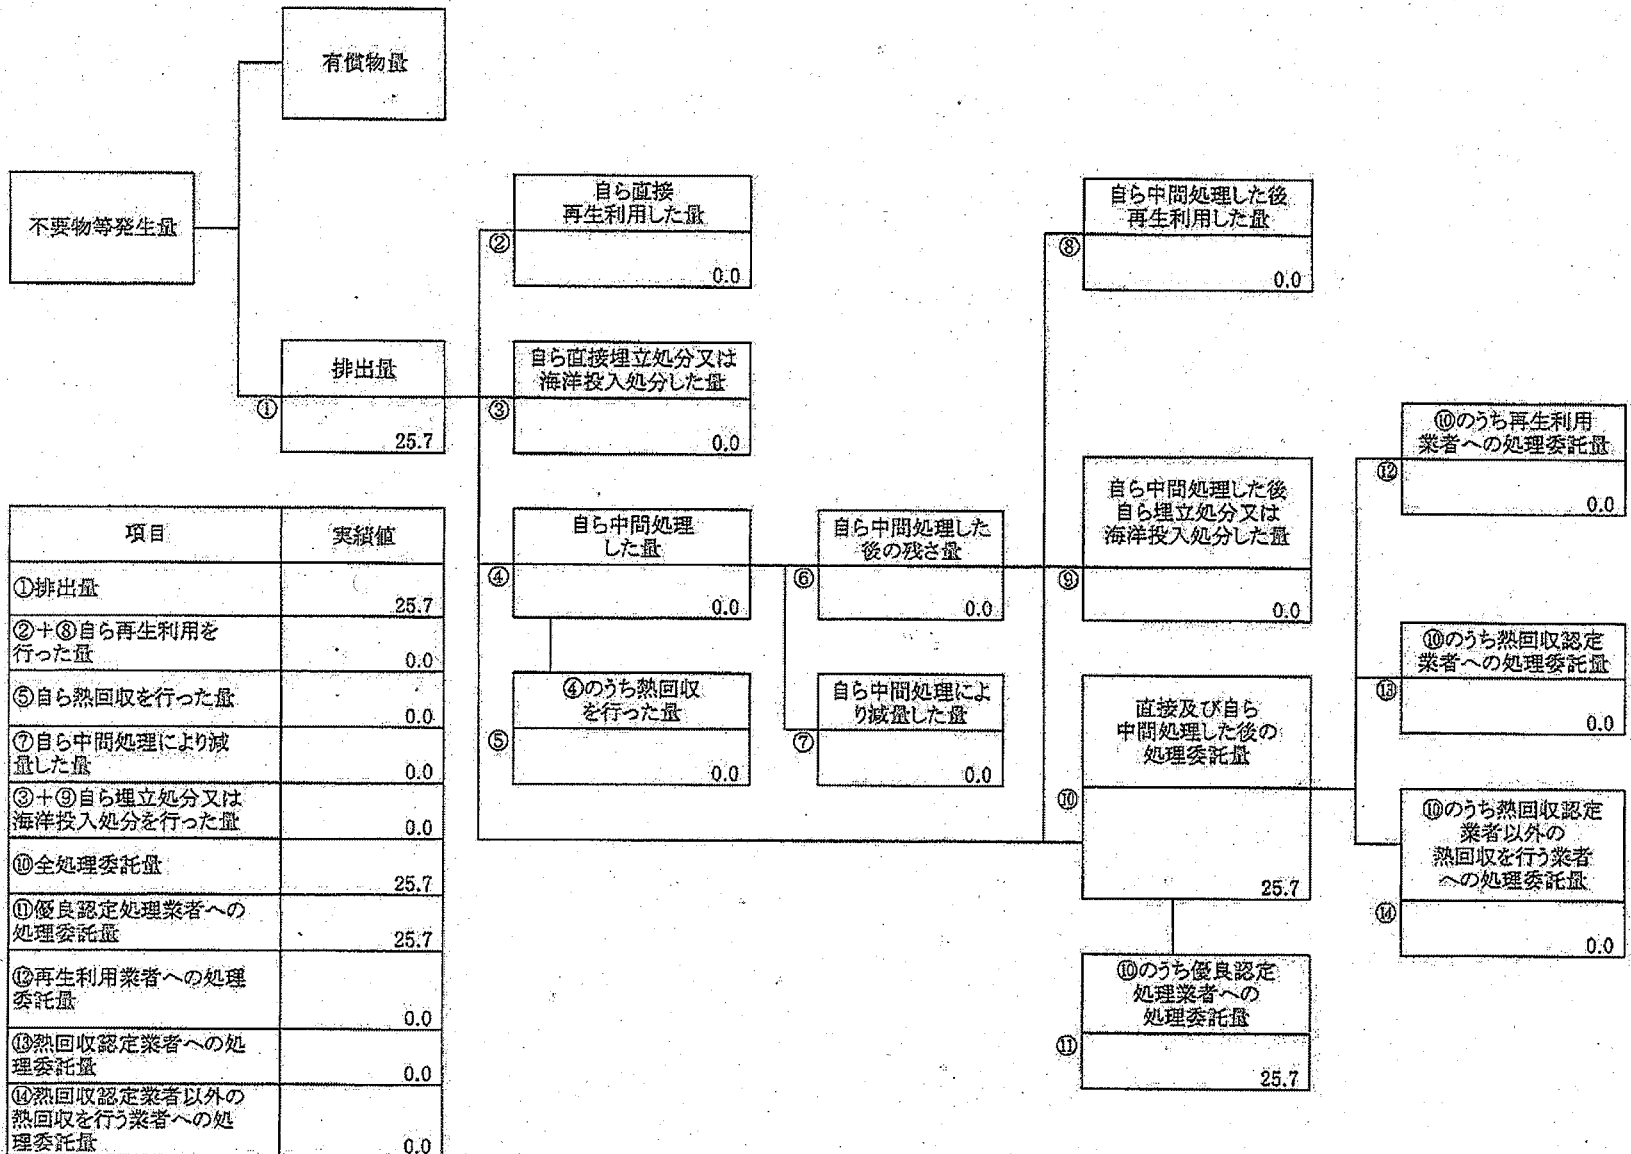 有償物量
不要物等発生量
排出量
①
25.7
自ら直接
再生利用した量
②
0.0
自ら直接埋立処分又は
海洋投入処分した量
③
0.0
自ら中間処理
した量
④
0.0
④のうち熱回収
を行った量
⑤
0.0
自ら中間処理した
後の残さ量
⑥
0.0
自ら中間処理によ
り減量した量
⑦
0.0
自ら中間処理した後
再生利用した量
⑧
0.0
自ら中間処理した後
自ら埋立処分又は
海洋投入処分した量
⑨
0.0
直接及び自ら
中間処理した後の
処理委託量
⑩
25.7
⑩のうち優良認定
処理業者への
処理委託量
⑪
25.7
⑩のうち再生利用
業者への処理委託量
⑫
0.0
⑩のうち熱回収認定
業者への処理委託量
⑬
0.0
⑩のうち熱回収認定
業者以外の
熱回収を行う業者
への処理委託量
⑭
0.0
項目 実績値
①排出量 25.7
②+⑧自ら再生利用を
行った量 0.0
⑤自ら熱回収を行った量 0.0
⑦自ら中間処理により減
量した量 0.0
③+⑨自ら埋立処分又は
海洋投入処分を行った量 0.0
⑩全処理委託量 25.7
⑪優良認定処理業者への
処理委託量 25.7
⑫再生利用業者への処理
委託量 0.0
⑬熱回収認定業者への処
理委託量 0.0
⑭熱回収認定業者以外の
熱回収を行う業者への処
理委託量 0.0